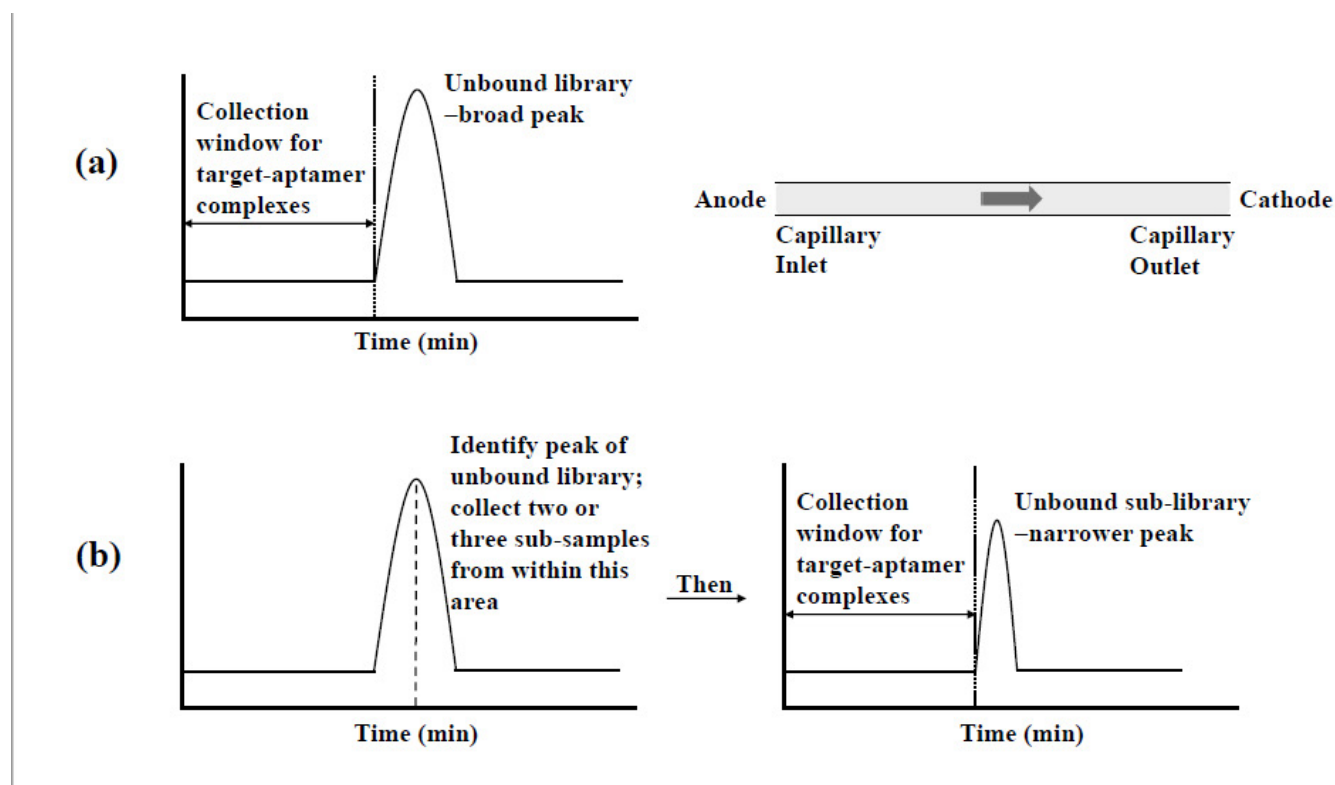 (a)
Collection
window for
target-aptamer
complexes
Unbound library
–broad peak
Time (min)
Anode
Cathode
Capillary
Inlet
Capillary
Outlet
(b)
Identify peak of
unbound library;
collect two or
three sub-samples
from within this
area
Time (min)
Then
Collection
window for
target-aptamer
complexes
Unbound sub-library
–narrower peak
Time (min)